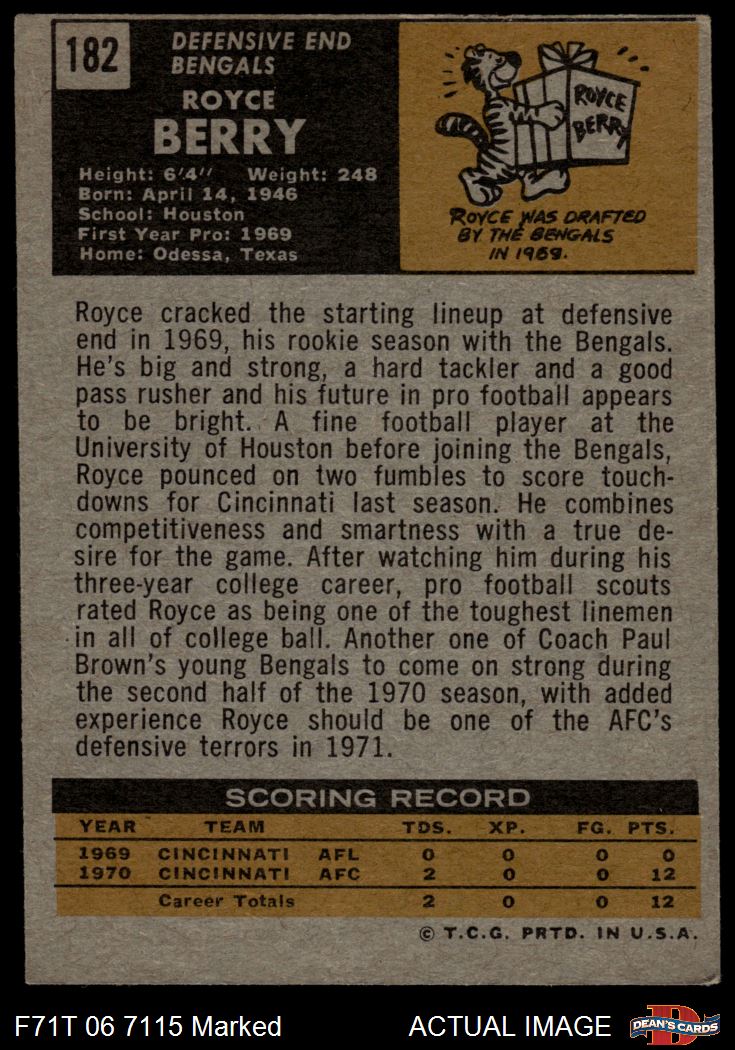 182
DEFENSIVE END
BENGALS
ROYCE
BERRY
Height: 6'4" Weight: 248
Born: April 14, 1946
School: Houston
First Year Pro: 1969
Home: Odessa, Texas
ROYCE
BERRY
ROYCE WAS DRAFTED
BY THE BENGALS
IN 1969.
Royce cracked the starting lineup at defensive
end in 1969, his rookie season with the Bengals.
He's big and strong, a hard tackler and a good
pass rusher and his future in pro football appears
to be bright. A fine football player at the
University of Houston before joining the Bengals,
Royce pounced on two fumbles to score touch-
downs for Cincinnati last season. He combines
competitiveness and smartness with a true de-
sire for the game. After watching him during his
three-year college career, pro football scouts
rated Royce as being one of the toughest linemen
in all of college ball. Another one of Coach Paul
Brown's young Bengals to come on strong during
the second half of the 1970 season, with added
experience Royce should be one of the AFC's
defensive terrors in 1971.
SCORING RECORD
YEAR TEAM TDS. XP. FG. PTS.
1969 CINCINNATI AFL 0 0 0 0
1970 CINCINNATI AFC 2 0 0 12
Career Totals 2 0 0 12
© T.C.G. PRTD. IN U.S.A.
F71T 06 7115 Marked ACTUAL IMAGE
D
DEAN'S CARDS